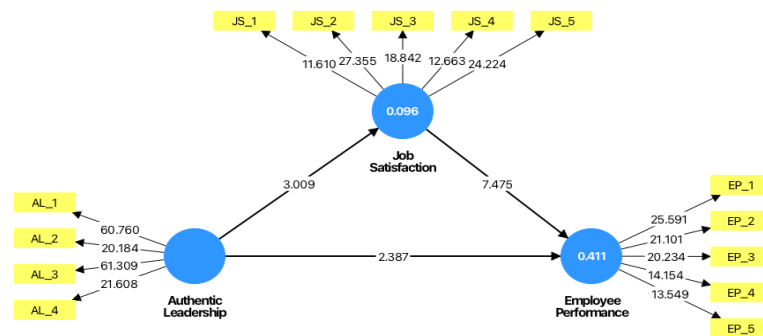 JS_1
JS_2
JS_3
JS_4
JS_5
11.610
27.355
18.842
12.663
24.224
0.096
Job
Satisfaction
3.009
7.475
AL_1
AL_2
AL_3
AL_4
60.760
20.184
61.309
21.608
Authentic
Leadership
2.387
0.411
Employee
Performance
25.591
21.101
20.234
14.154
13.549
EP_1
EP_2
EP_3
EP_4
EP_5